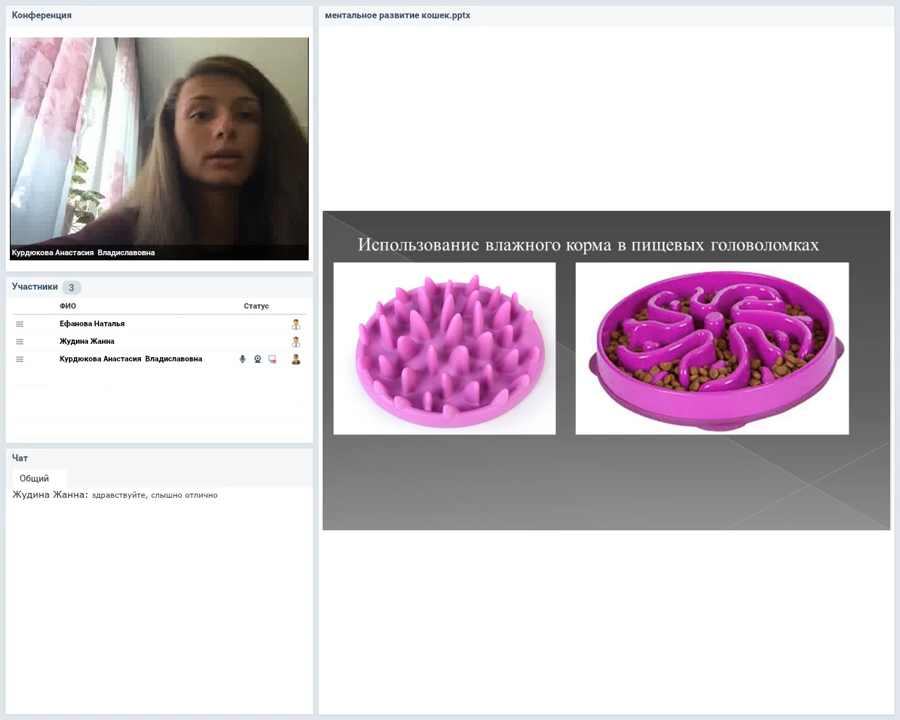 Конференция
Курдюкова Анастасия Владиславовна
Участники 3
ФИО Статус
Ефанова Наталья
Жудина Жанна
Курдюкова Анастасия Владиславовна
Чат
Общий
Жудина Жанна: здравствуйте, слышно отлично
ментальное развитие кошек.pptx
Использование влажного корма в пищевых головоломках